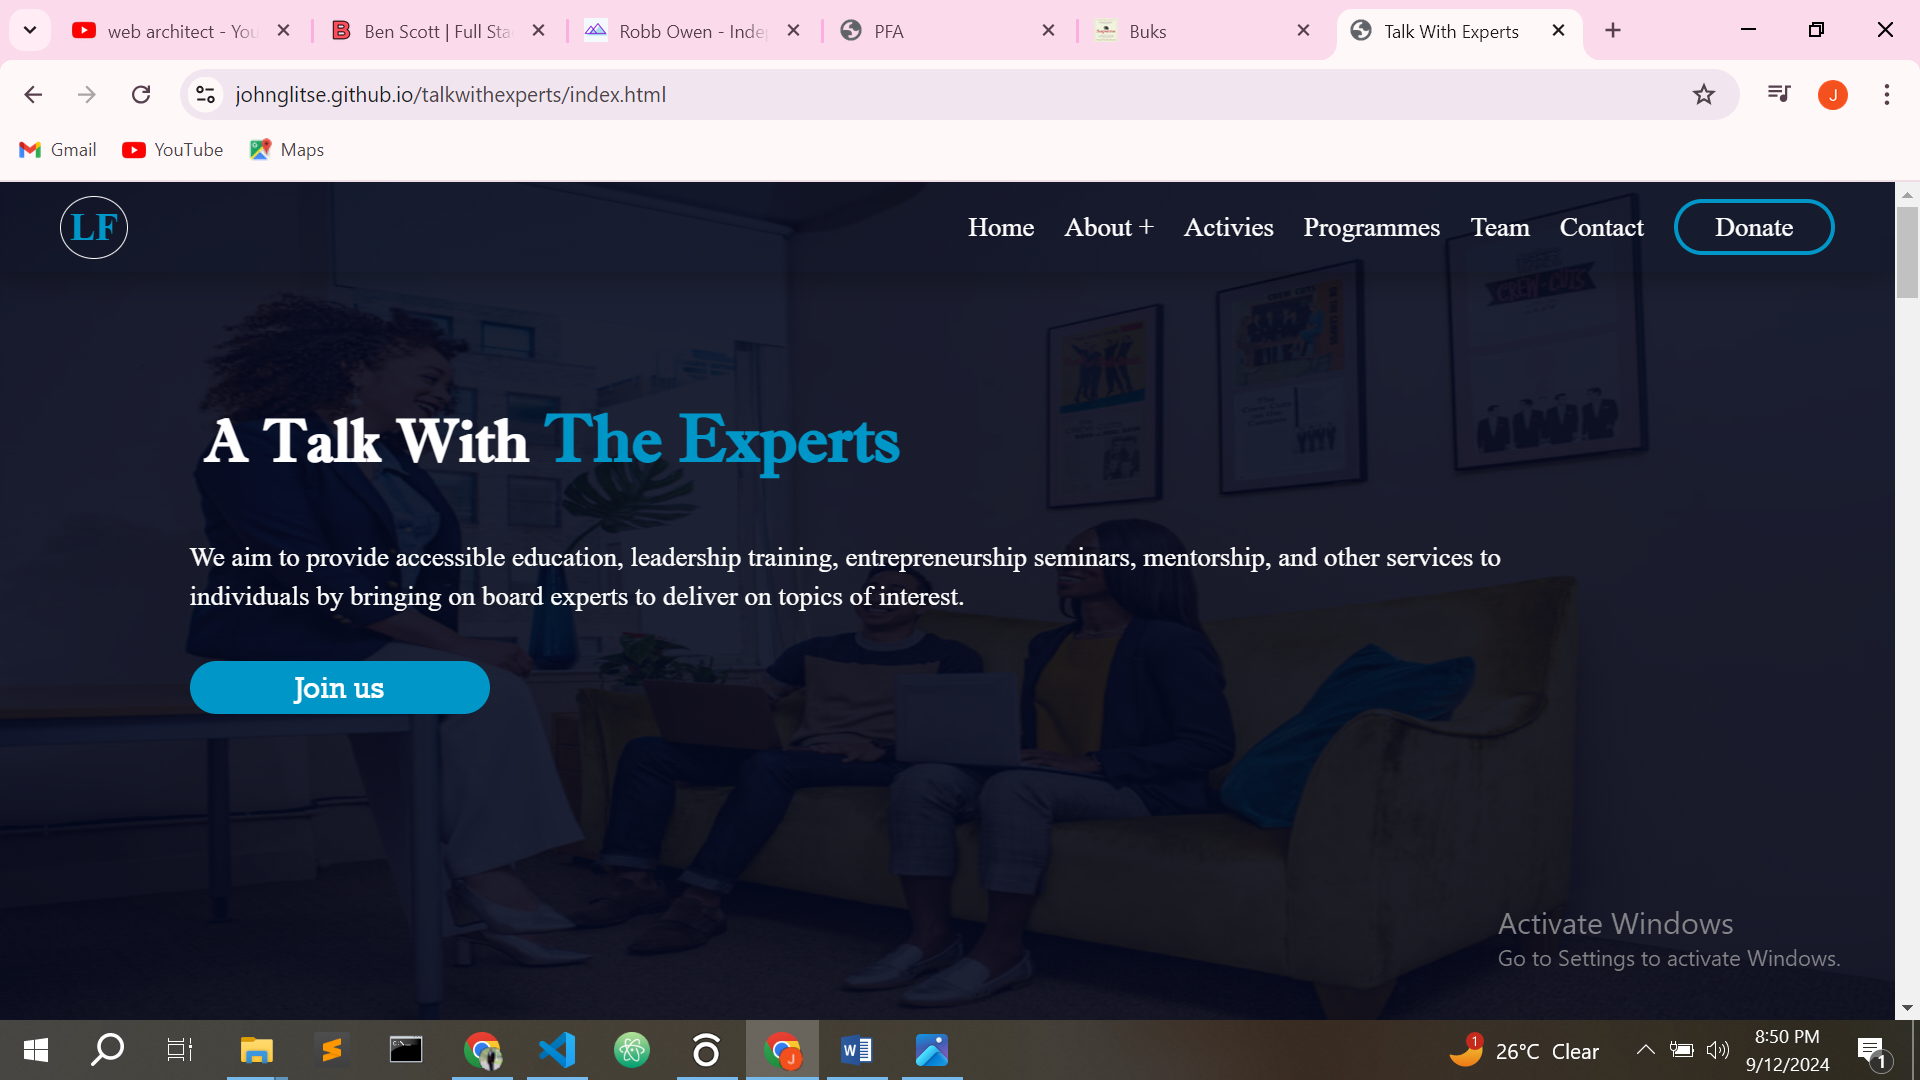 web architect - You
Ben Scott | Full Sta
Robb Owen - Inde
PFA
Buks
Talk With Experts
johnglitse.github.io/talkwithexperts/index.html
J
Gmail
YouTube
Maps
LF
Home
About +
Activies
Programmes
Team
Contact
Donate
CREW-CUTS
A Talk With The Experts
We aim to provide accessible education, leadership training, entrepreneurship seminars, mentorship, and other services to
individuals by bringing on board experts to deliver on topics of interest.
Join us
Activate Windows
Go to Settings to activate Windows.
1
26°C Clear
8:50 PM
9/12/2024
1